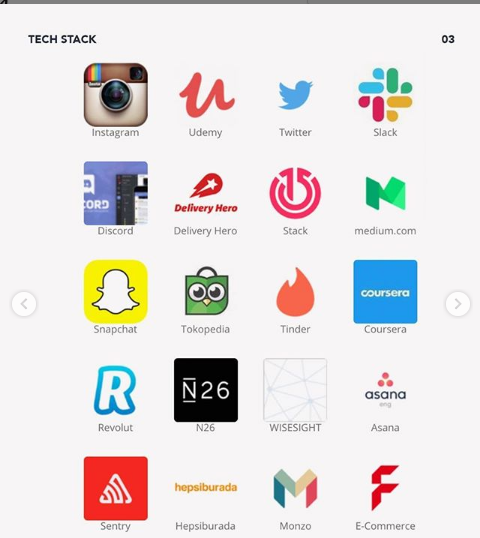 TECH STACK
03
Instagram
Udemy
Twitter
Slack
CORD
Discord
Delivery Hero
Delivery Hero
Stack
medium.com
coursera
Snapchat
Tokopedia
Tinder
Coursera
N26
asana
eng
Revolut
N26
WISESIGHT
Asana
hepsiburada
Sentry
Hepsiburada
Monzo
E-Commerce